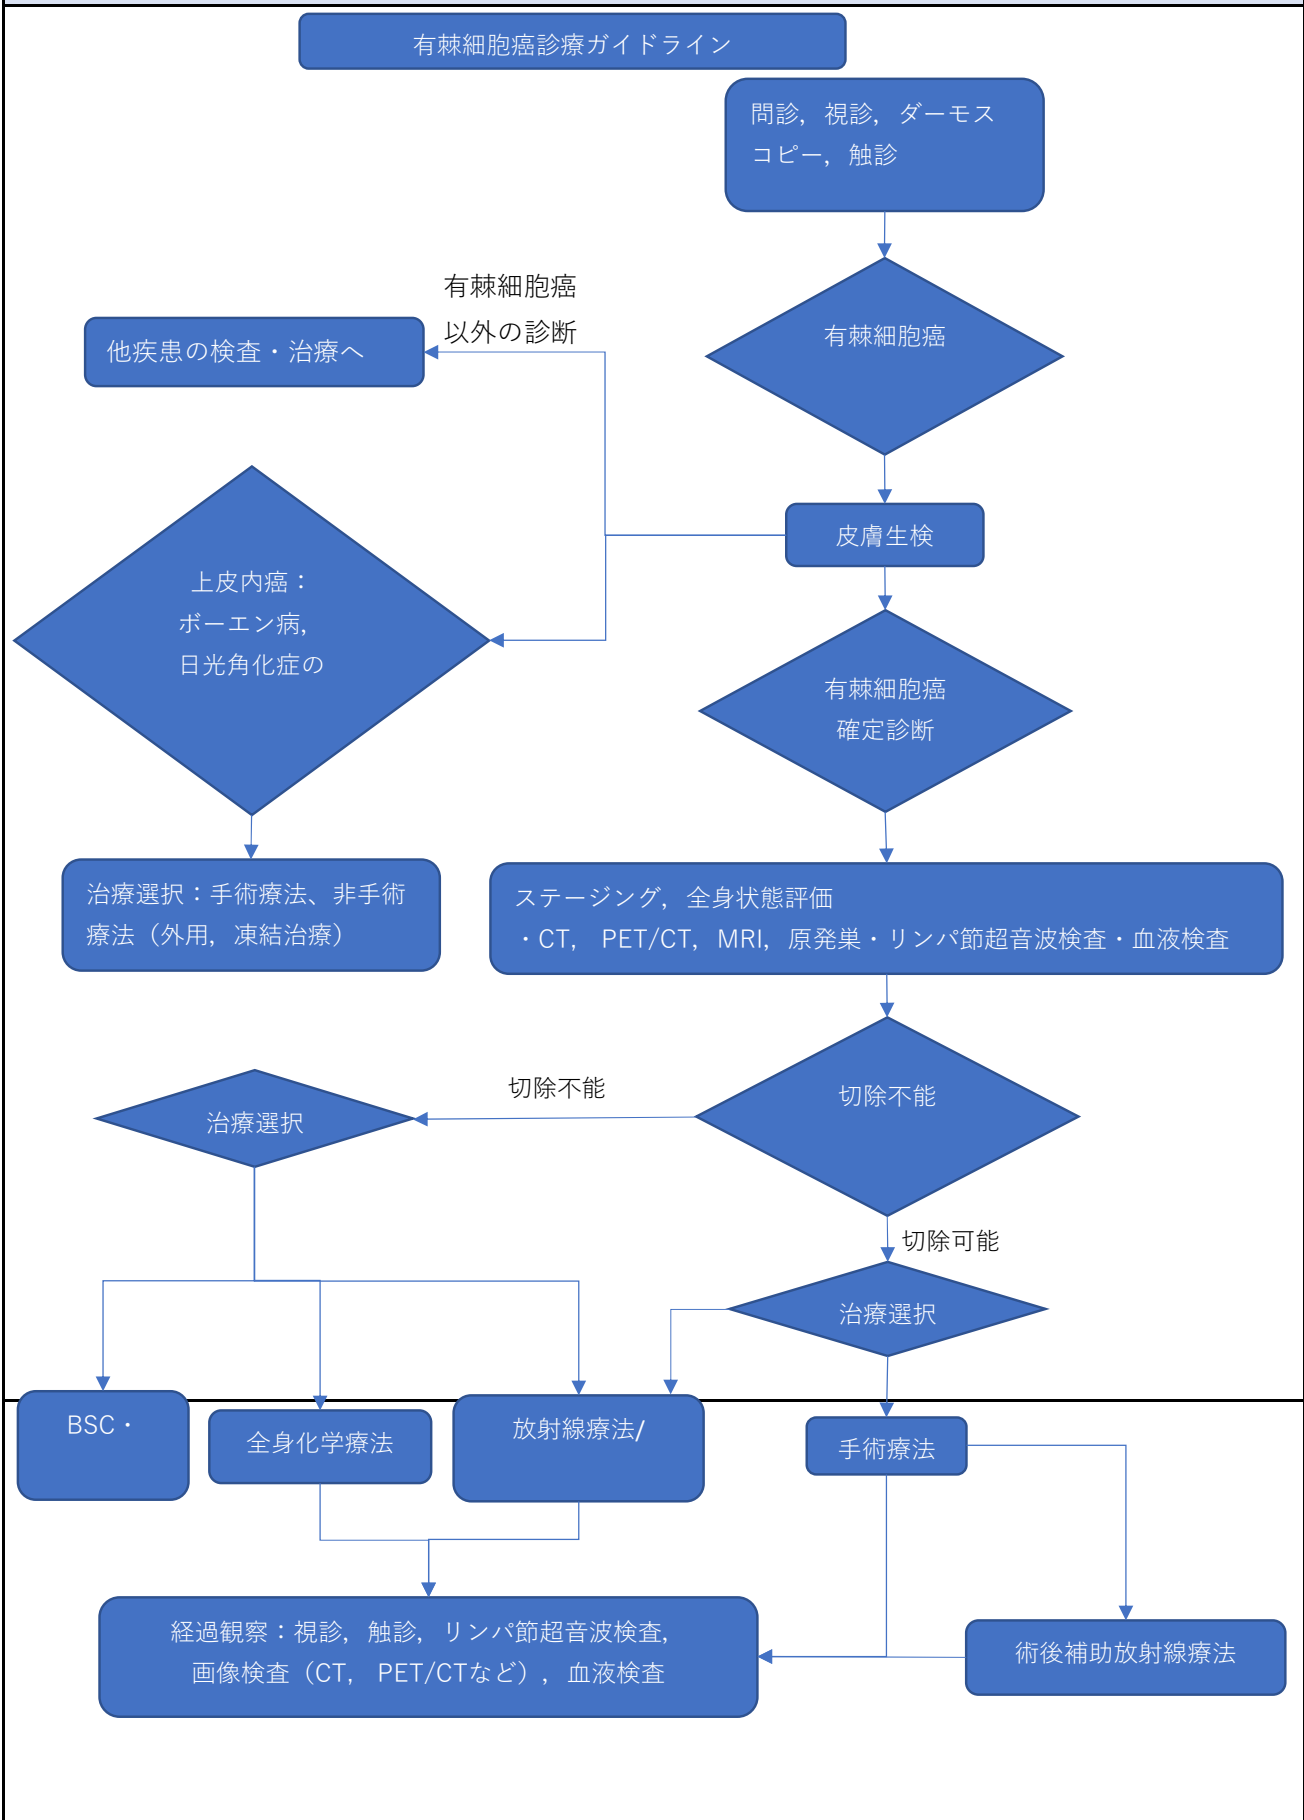 有棘細胞癌診療ガイドライン
問診，視診，ダーモス
コピー，触診
有棘細胞癌
有棘細胞癌
以外の診断
他疾患の検査・治療へ
皮膚生検
上皮内癌：
ボーエン病，
日光角化症の
有棘細胞癌
確定診断
治療選択：手術療法、非手術
療法（外用，凍結治療）
ステージング，全身状態評価
・CT， PET/CT，MRI，原発巣・リンパ節超音波検査・血液検査
切除不能
切除不能
治療選択
切除可能
治療選択
BSC・
全身化学療法
放射線療法/
手術療法
経過観察：視診，触診，リンパ節超音波検査，
画像検査（CT， PET/CTなど）, 血液検査
術後補助放射線療法